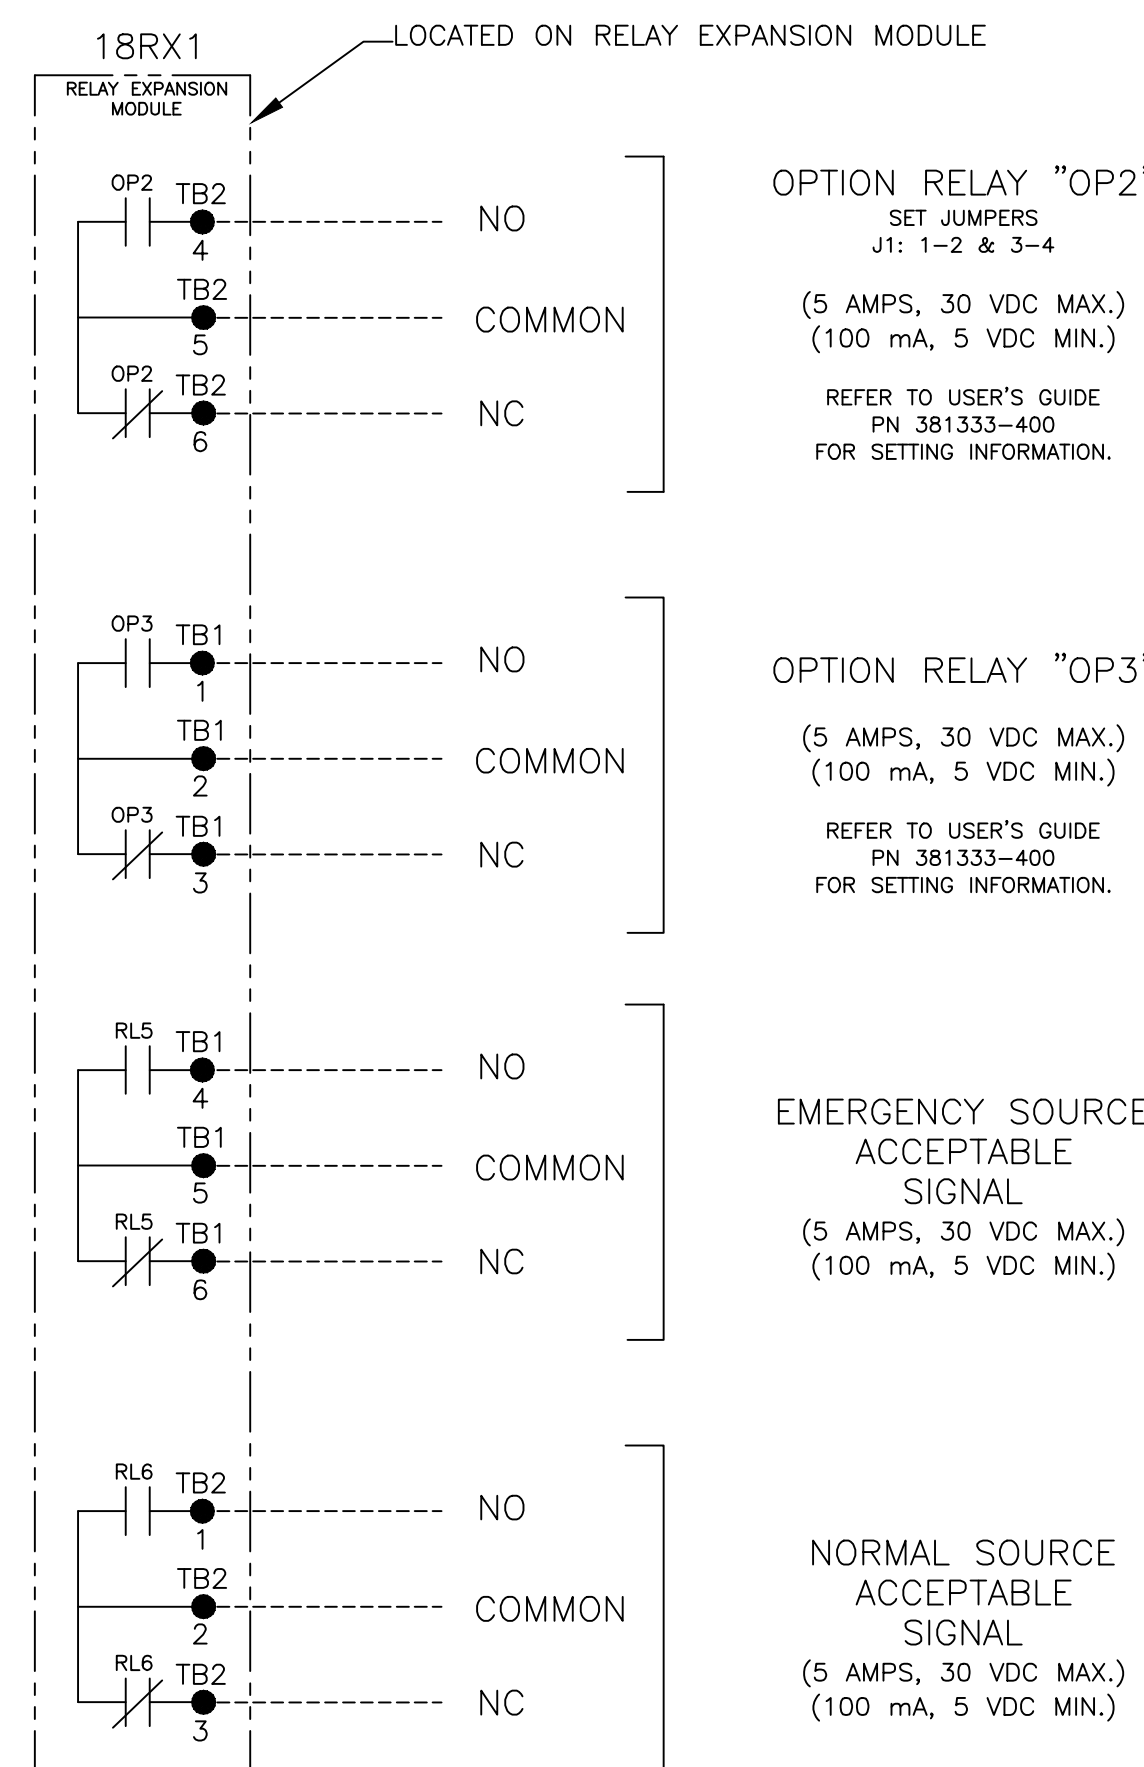 18RX1
LOCATED ON RELAY EXPANSION MODULE
RELAY EXPANSION
MODULE
OP2 TB2
4
NO
TB2
5
COMMON
OP2 TB2
6
NC
OPTION RELAY "OP2"
SET JUMPERS
J1: 1-2 & 3-4
(5 AMPS, 30 VDC MAX.)
(100 mA, 5 VDC MIN.)
REFER TO USER'S GUIDE
PN 381333-400
FOR SETTING INFORMATION.
OP3 TB1
1
NO
TB1
2
COMMON
OP3 TB1
3
NC
OPTION RELAY "OP3"
(5 AMPS, 30 VDC MAX.)
(100 mA, 5 VDC MIN.)
REFER TO USER'S GUIDE
PN 381333-400
FOR SETTING INFORMATION.
RL5 TB1
4
NO
TB1
5
COMMON
RL5 TB1
6
NC
EMERGENCY SOURCE
ACCEPTABLE
SIGNAL
(5 AMPS, 30 VDC MAX.)
(100 mA, 5 VDC MIN.)
RL6 TB2
1
NO
TB2
2
COMMON
RL6 TB2
3
NC
NORMAL SOURCE
ACCEPTABLE
SIGNAL
(5 AMPS, 30 VDC MAX.)
(100 mA, 5 VDC MIN.)